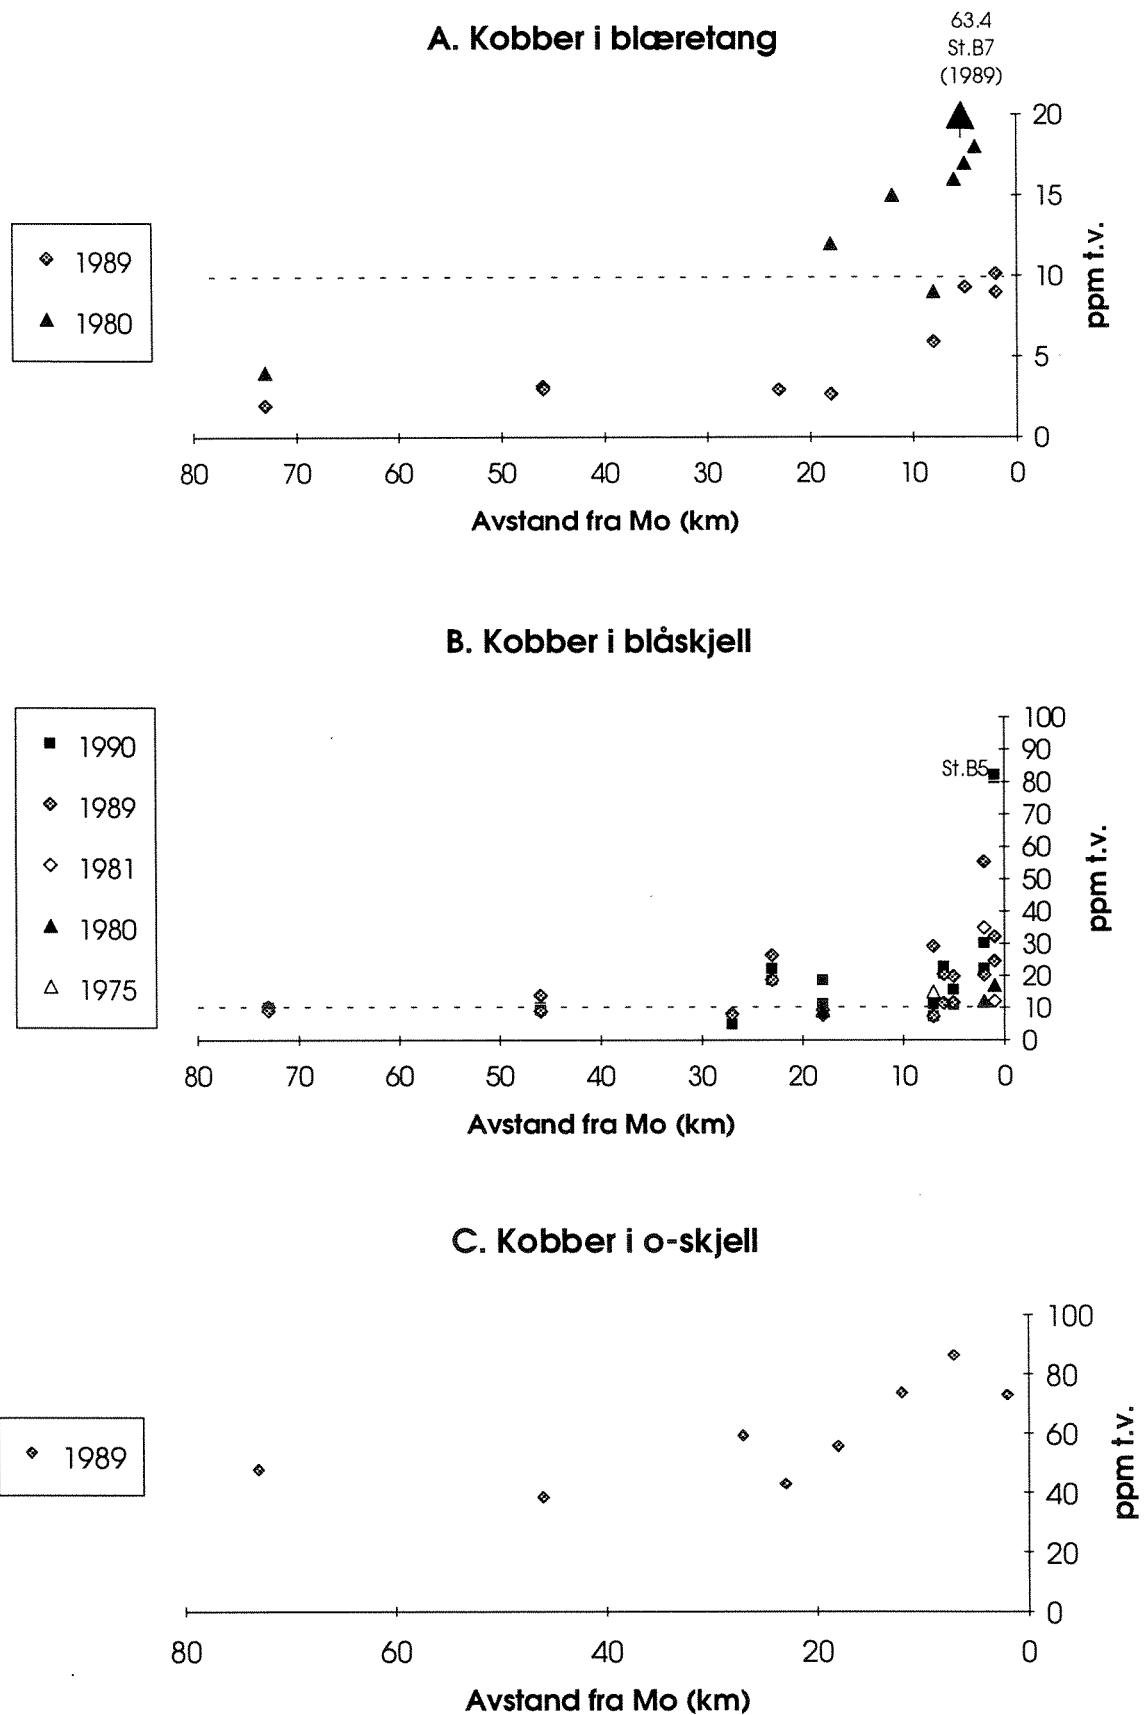 A. Kobber i blæretang
63.4
St.B7
(1989)
1989
1980
20
15
10
5
0
ppm t.v.
80 70 60 50 40 30 20 10 0
Avstand fra Mo (km)
B. Kobber i blåskjell
1990
1989
1981
1980
1975
St.B5
100
90
80
70
60
50
40
30
20
10
0
ppm t.v.
80 70 60 50 40 30 20 10 0
Avstand fra Mo (km)
C. Kobber i o-skjell
1989
100
80
60
40
20
0
ppm t.v.
80 60 40 20 0
Avstand fra Mo (km)